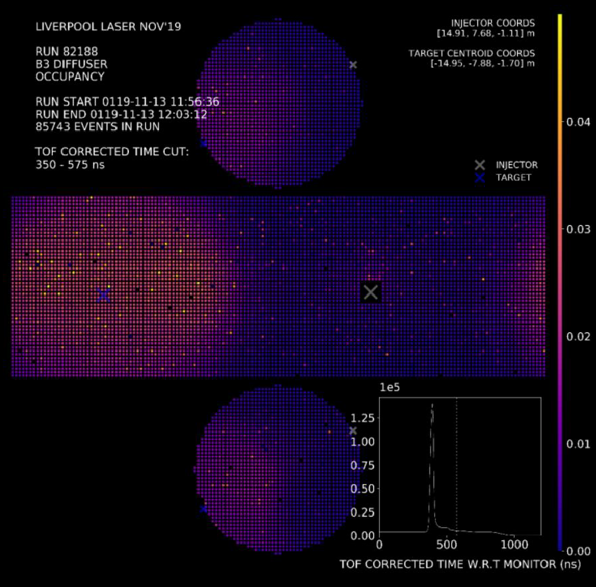 LIVERPOOL LASER NOV'19
RUN 82188
B3 DIFFUSER
OCCUPANCY
RUN START 0119-11-13 11:56:36
RUN END 0119-11-13 12:03:12
85743 EVENTS IN RUN
TOF CORRECTED TIME CUT:
350 - 575 ns
INJECTOR COORDS
[14.91, 7.68, -1.11] m
TARGET CENTROID COORDS
[-14.95, -7.88, -1.70] m
INJECTOR
TARGET
0.04
0.03
0.02
0.01
0.00
1e5
1.25
1.00
0.75
0.50
0.25
0.00
0 500 1000
TOF CORRECTED TIME W.R.T MONITOR (ns)